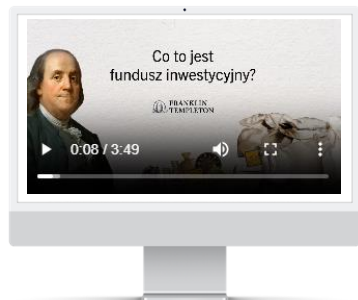 Co to jest
fundusz inwestycyjny?
FRANKLIN
TEMPLETON
0:08 / 3:49